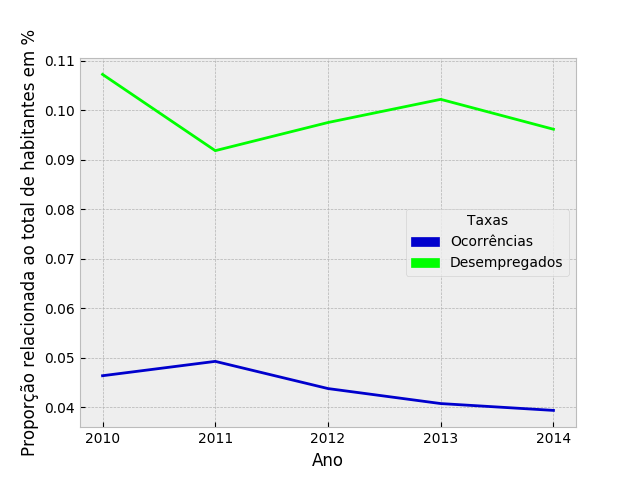 Proporção relacionada ao total de habitantes em %
0.11
0.10
0.09
0.08
0.07
0.06
0.05
0.04
Taxas
Ocorrências
Desempregados
2010 2011 2012 2013 2014
Ano